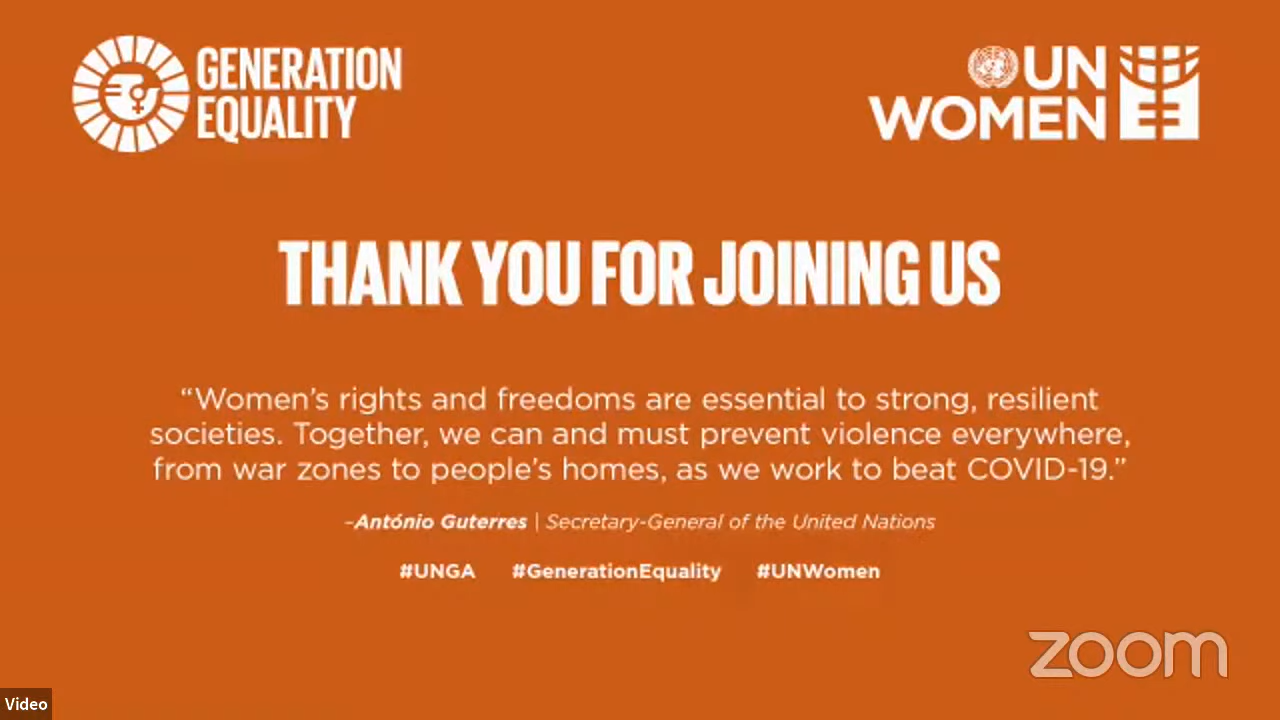 GENERATION
EQUALITY
UN
WOMEN
THANK YOU FOR JOINING US
“Women’s rights and freedoms are essential to strong, resilient
societies. Together, we can and must prevent violence everywhere,
from war zones to people’s homes, as we work to beat COVID-19.”
–António Guterres | Secretary-General of the United Nations
#UNGA #GenerationEquality #UNWomen
zoom
Video